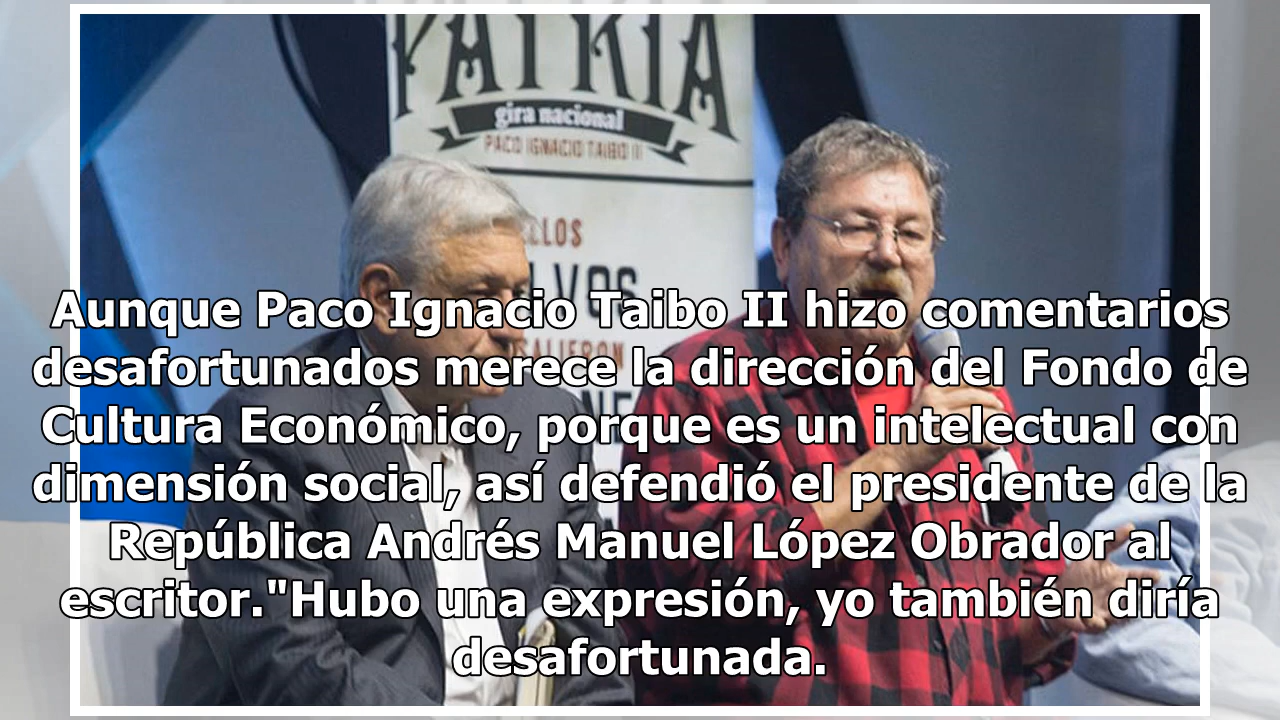 PATRIA
gira nacional
PACO IGNACIO TAIBO II
Aunque Paco Ignacio Taibo II hizo comentarios
desafortunados merece la dirección del Fondo de
Cultura Económico, porque es un intelectual con
dimensión social, así defendió el presidente de la
República Andrés Manuel López Obrador al
escritor."Hubo una expresión, yo también diría
desafortunada.